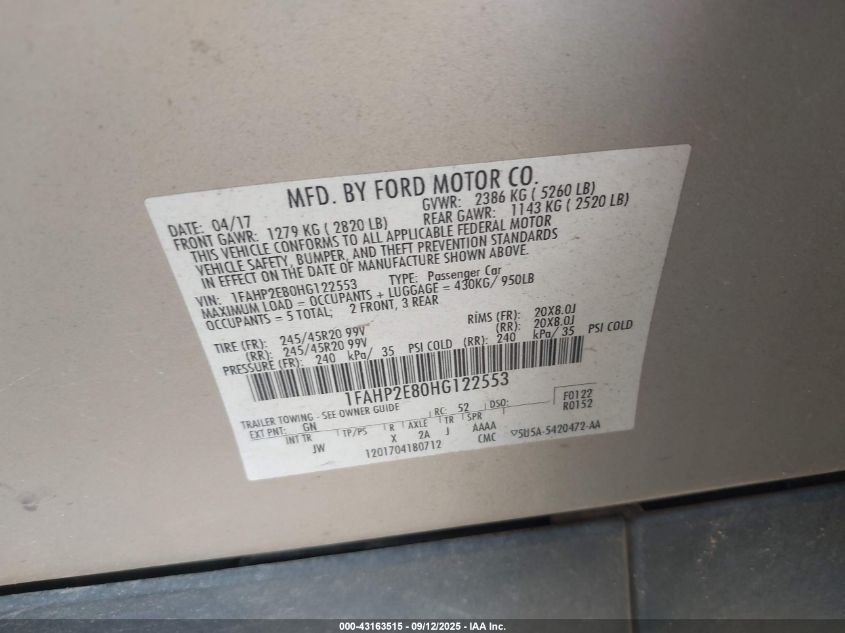 MFD. BY FORD MOTOR CO.
DATE: 04/17 GVWR: 2386 KG ( 5260 LB)
FRONT GAWR: 1279 KG ( 2820 LB) REAR GAWR: 1143 KG ( 2520 LB)
THIS VEHICLE CONFORMS TO ALL APPLICABLE FEDERAL MOTOR
VEHICLE SAFETY, BUMPER, AND THEFT PREVENTION STANDARDS
IN EFFECT ON THE DATE OF MANUFACTURE SHOWN ABOVE.
VIN: 1FAHP2E80HG122553 TYPE: Passenger Car
MAXIMUM LOAD = OCCUPANTS + LUGGAGE = 430KG/ 950LB
OCCUPANTS = 5 TOTAL; 2 FRONT, 3 REAR
TIRE (FR): 245/45R20 99V RIMS (FR): 20X8.0J
(RR): 245/45R20 99V (RR): 20X8.0J
PRESSURE (FR): 240 kPa/ 35 PSI COLD (RR): 240 kPa/ 35 PSI COLD
1FAHP2E80HG122553
TRAILER TOWING - SEE OWNER GUIDE RC: 52 DSO: F0122
EXT PNT: GN R0152
INT TR TP/PS R AXLE TR SPR
JW X 2A J AAAA
1201704180712 CMC 5U5A-5420472-AA
000-43163515 - 09/12/2025 - IAA Inc.